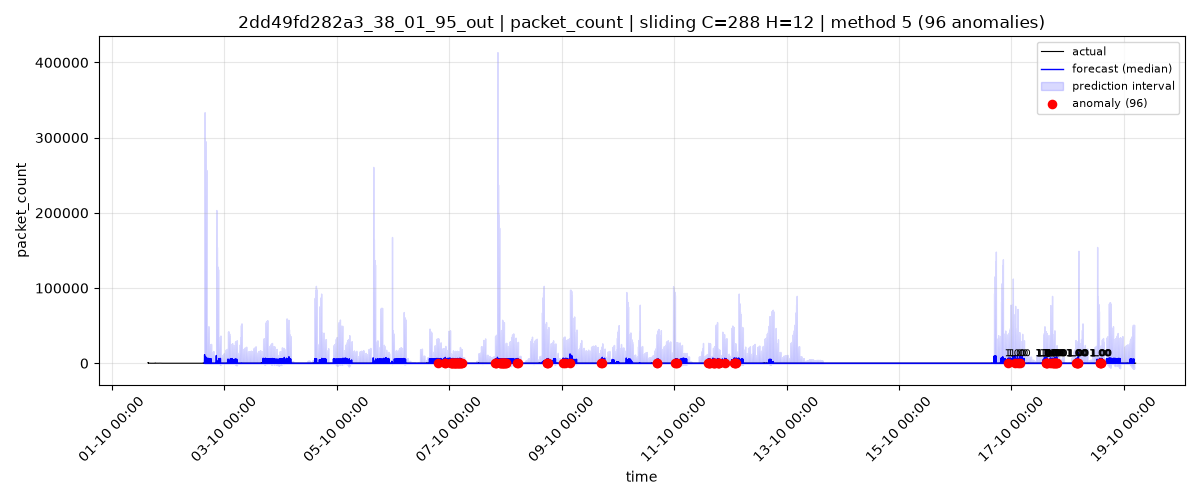 2dd49fd282a3_38_01_95_out | packet_count | sliding C=288 H=12 | method 5 (96 anomalies)
actual
forecast (median)
prediction interval
anomaly (96)
400000
300000
200000
100000
0
packet_count
1.00
01-10 00:00
03-10 00:00
05-10 00:00
07-10 00:00
09-10 00:00
11-10 00:00
13-10 00:00
15-10 00:00
17-10 00:00
19-10 00:00
time